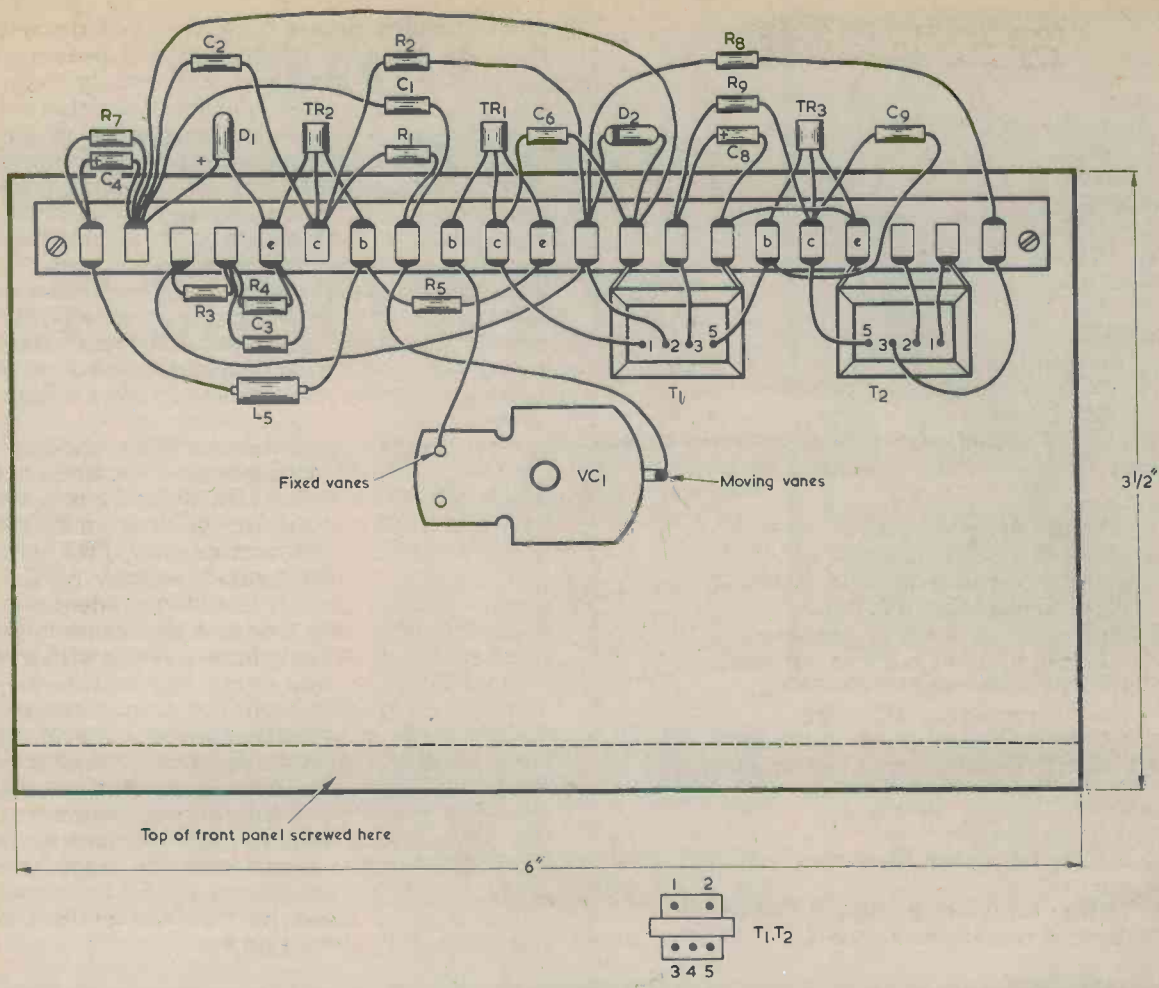 R8
C2
R2
R9
R7
D1
TR2
C1
TR1
C6
D2
TR3
C9
+
C4
+
R1
+
C8
e
c
b
b
c
e
b
c
e
R3
R4
R5
C3
1 2 3 5
5 3 2 1
L5
T1
T2
Fixed vanes
VC1
Moving vanes
3 1/2"
Top of front panel screwed here
6"
1 2
T1,T2
3 4 5